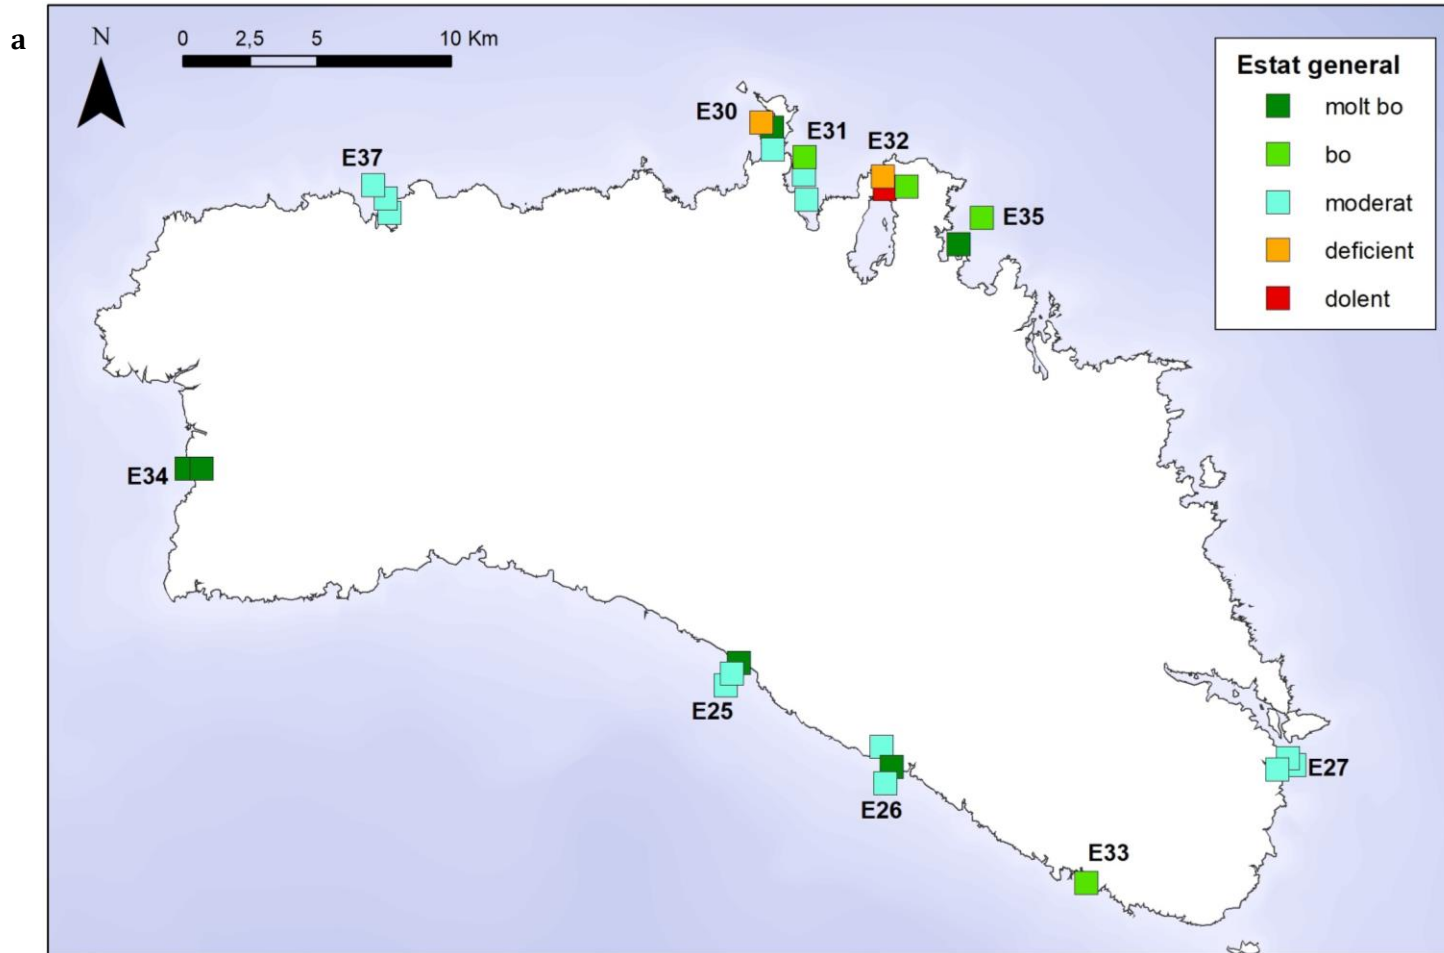 a
N
0 2,5 5 10 Km
Estat general
molt bo
bo
moderat
deficient
dolent
E30
E31
E32
E37
E35
E34
E25
E26
E27
E33